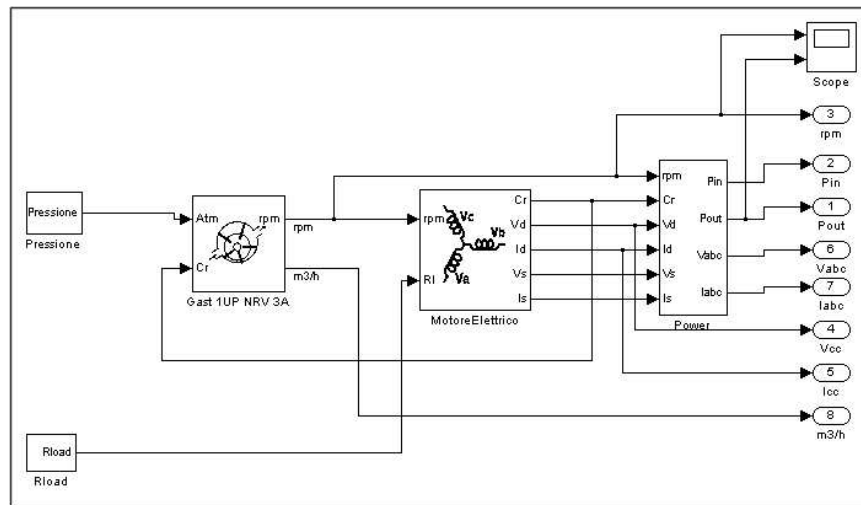 Scope
3
rpm
2
Pin
1
Pout
6
Vabc
7
Iabc
4
Vcc
5
Icc
8
m3/h
Pressione
Pressione
Atm
rpm
Cr
rpm
m3/h
Gast 1UP NRV 3A
rpm
Rl
Vc
Vb
Va
Cr
Vd
Id
Vs
Is
MotoreElettrico
rpm
Cr
Vd
Id
Vs
Is
Pin
Pout
Vabc
Iabc
Power
Rload
Rload